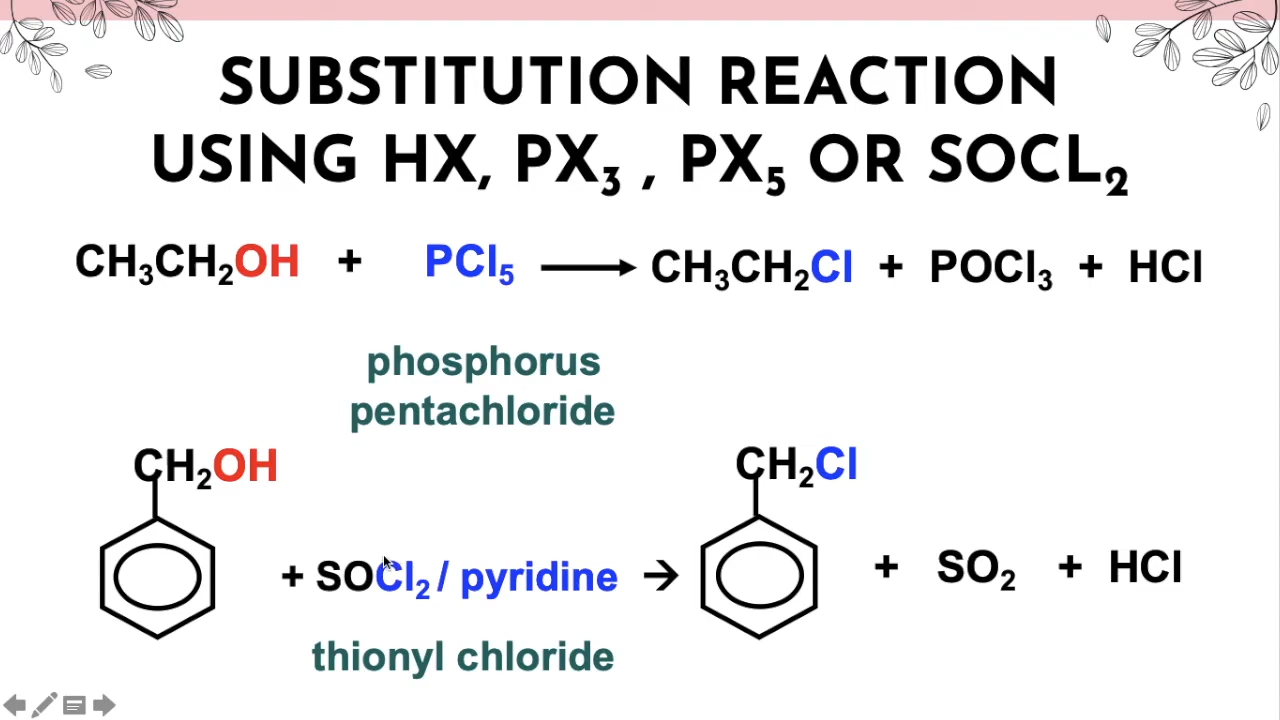 SUBSTITUTION REACTION
USING HX, PX₃ , PX₅ OR SOCL₂
CH₃CH₂OH + PCl₅ ⟶ CH₃CH₂Cl + POCl₃ + HCl
phosphorus
pentachloride
CH₂OH CH₂Cl
+ SOCl₂ / pyridine → + SO₂ + HCl
thionyl chloride